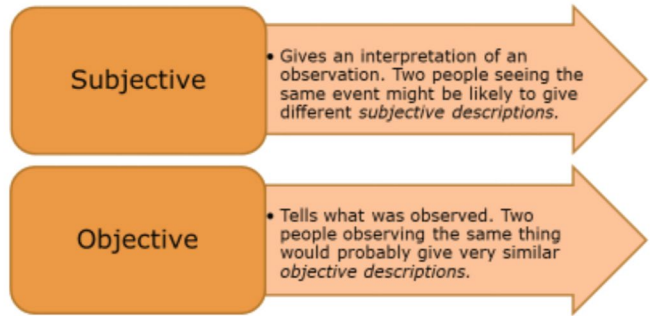 Subjective
• Gives an interpretation of an
observation. Two people seeing the
same event might be likely to give
different subjective descriptions.
Objective
• Tells what was observed. Two
people observing the same thing
would probably give very similar
objective descriptions.